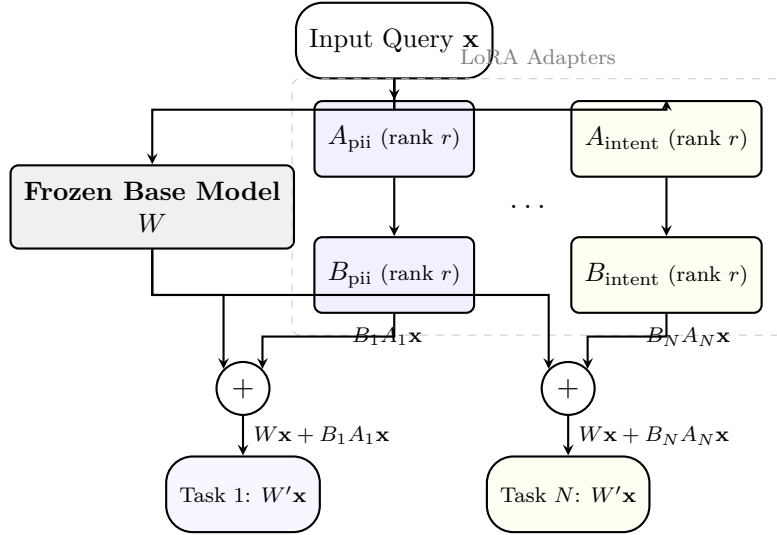 Input Query x
LoRA Adapters
A_pii (rank r)
A_intent (rank r)
Frozen Base Model
W
...
B_pii (rank r)
B_intent (rank r)
B_1A_1x
B_NA_Nx
+
+
Wx + B_1A_1x
Wx + B_NA_Nx
Task 1: W′x
Task N: W′x